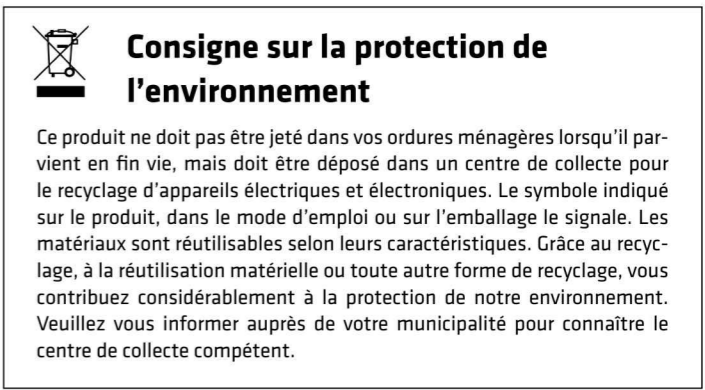 Consigne sur la protection de
l’environnement
Ce produit ne doit pas être jeté dans vos ordures ménagères lorsqu’il par-
vient en fin vie, mais doit être déposé dans un centre de collecte pour
le recyclage d’appareils électriques et électroniques. Le symbole indiqué
sur le produit, dans le mode d’emploi ou sur l’emballage le signale. Les
matériaux sont réutilisables selon leurs caractéristiques. Grâce au recyc-
lage, à la réutilisation matérielle ou toute autre forme de recyclage, vous
contribuez considérablement à la protection de notre environnement.
Veuillez vous informer auprès de votre municipalité pour connaître le
centre de collecte compétent.